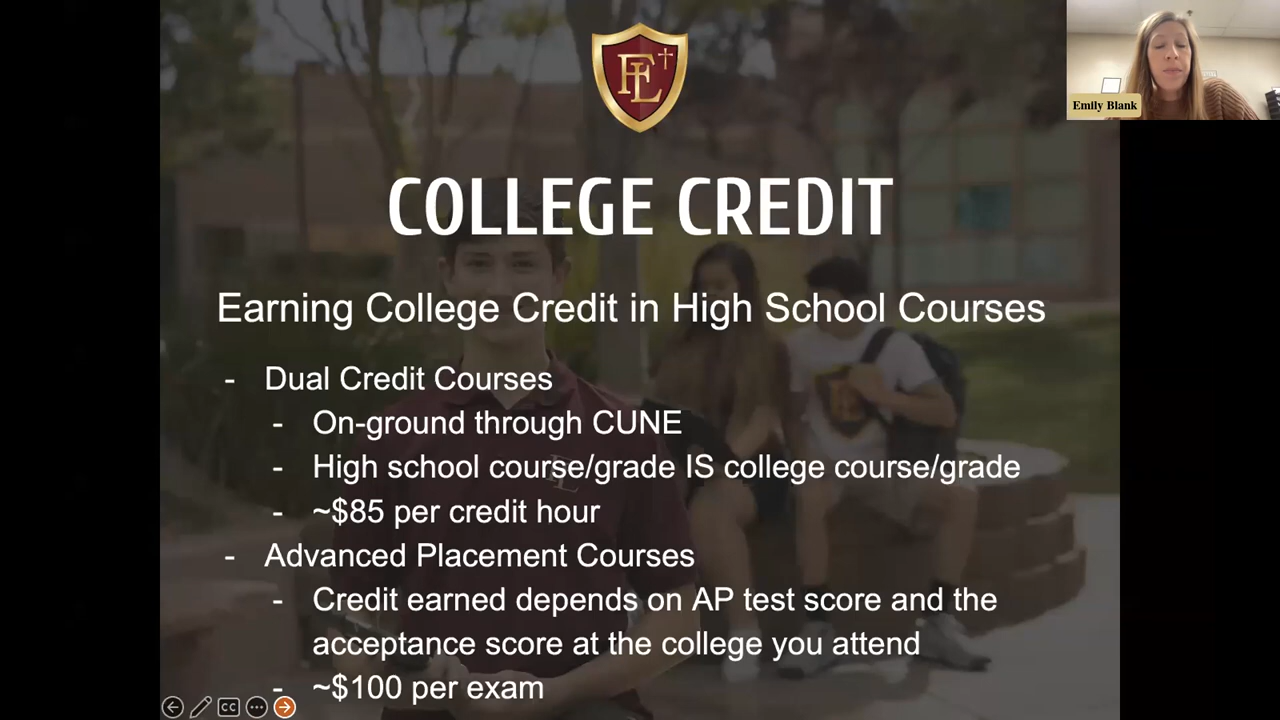 FL
Emily Blank
COLLEGE CREDIT
Earning College Credit in High School Courses
- Dual Credit Courses
- On-ground through CUNE
- High school course/grade IS college course/grade
- ~$85 per credit hour
- Advanced Placement Courses
- Credit earned depends on AP test score and the
acceptance score at the college you attend
- ~$100 per exam
CC